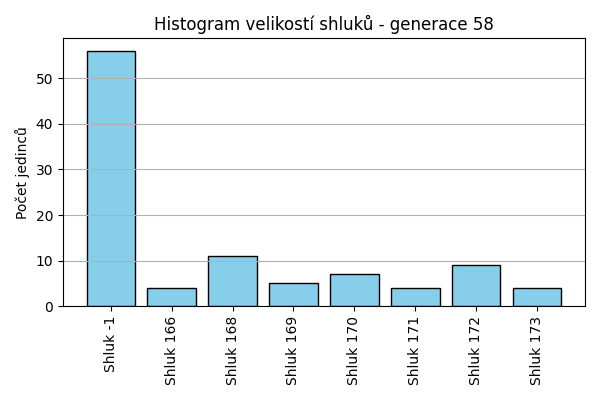 Histogram velikostí shluků - generace 58
Počet jedinců
50
40
30
20
10
0
Shluk -1
Shluk 166
Shluk 168
Shluk 169
Shluk 170
Shluk 171
Shluk 172
Shluk 173